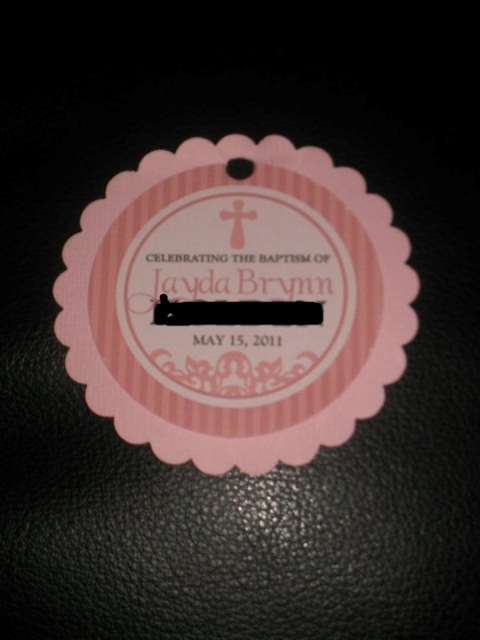 CELEBRATING THE BAPTISM OF
Jayda Brynn
MAY 15, 2011